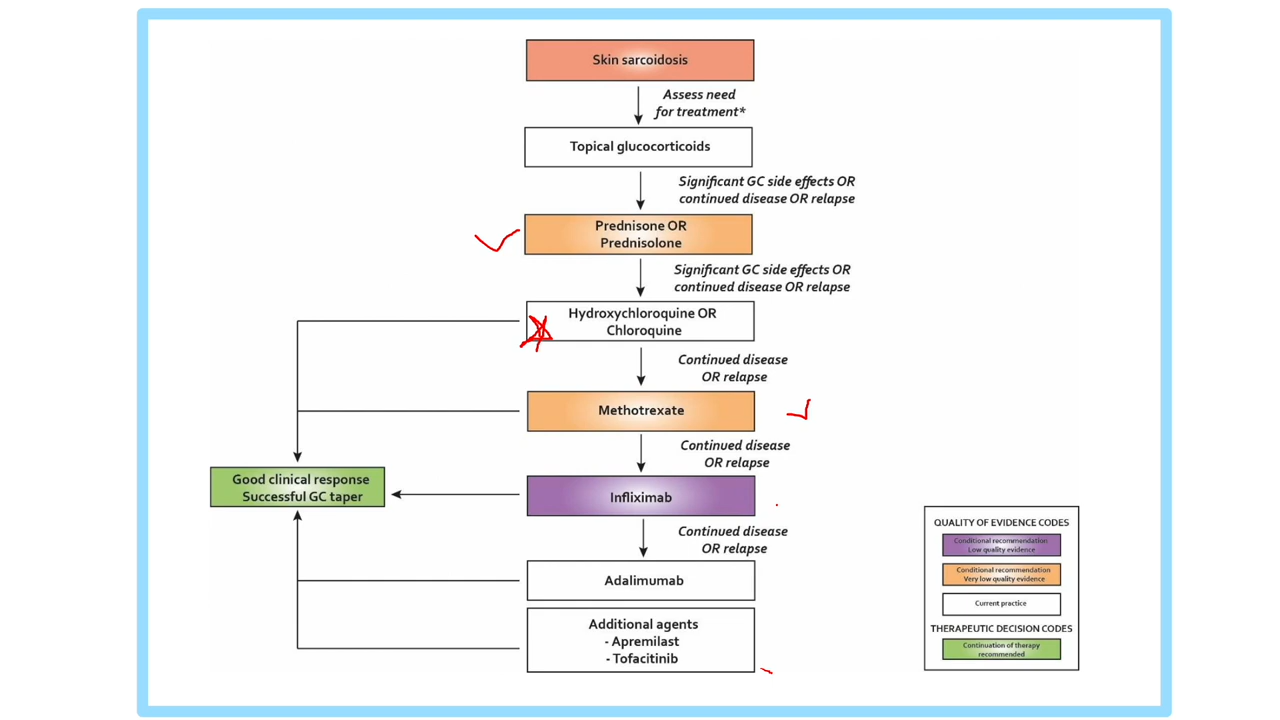 Skin sarcoidosis
Assess need
for treatment*
Topical glucocorticoids
Significant GC side effects OR
continued disease OR relapse
Prednisone OR
Prednisolone
Significant GC side effects OR
continued disease OR relapse
Hydroxychloroquine OR
Chloroquine
Continued disease
OR relapse
Methotrexate
Continued disease
OR relapse
Good clinical response
Successful GC taper
Infliximab
Continued disease
OR relapse
Adalimumab
Additional agents
- Apremilast
- Tofacitinib
QUALITY OF EVIDENCE CODES
Conditional recommendation
Low quality evidence
Conditional recommendation
Very low quality evidence
Current practice
THERAPEUTIC DECISION CODES
Continuation of therapy
recommended